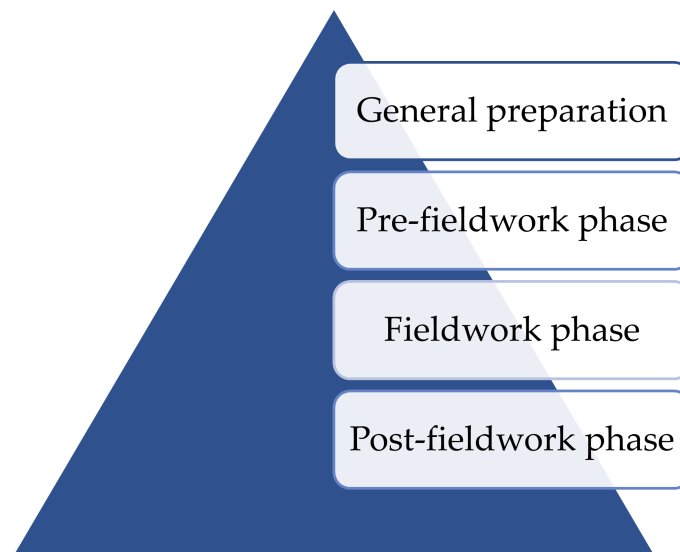 General preparation
Pre-fieldwork phase
Fieldwork phase
Post-fieldwork phase